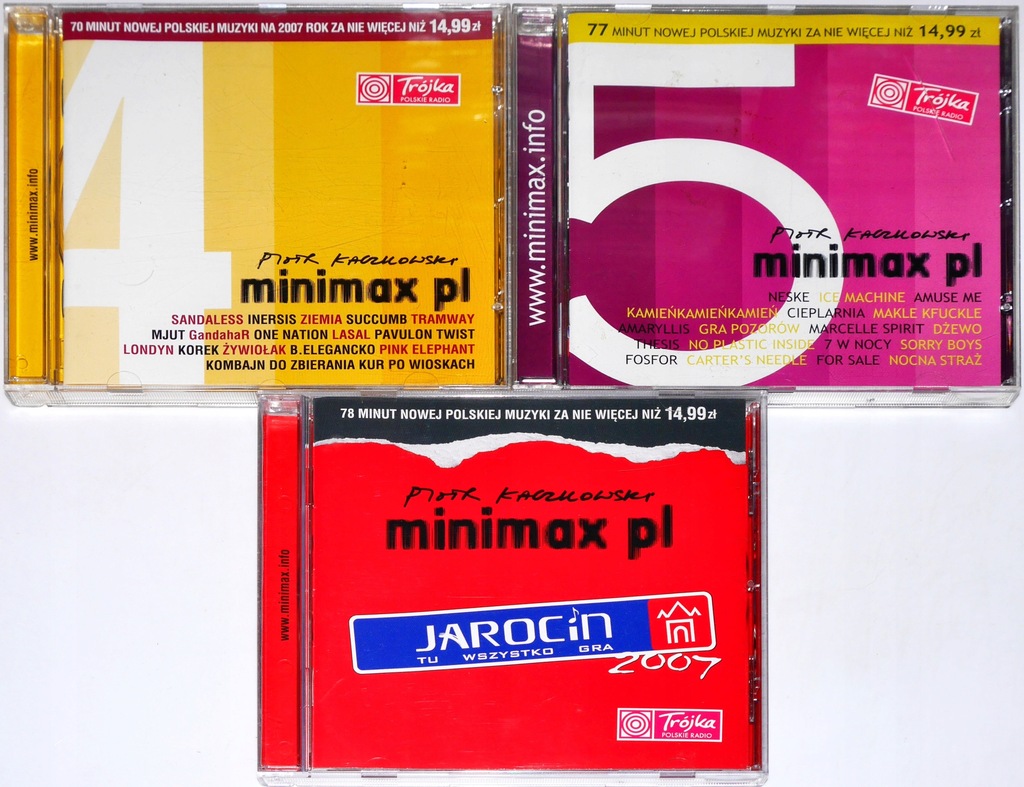 70 MINUT NOWEJ POLSKIEJ MUZYKI NA 2007 ROK ZA NIE WIĘCEJ NIŻ 14,99 zł
4
Trójka
POLSKIE RADIO
www.minimax.info
PIOTR KACZKOWSKI
minimax pl
SANDALESS INERSIS ZIEMIA SUCCUMB TRAMWAY
MJUT GandahaR ONE NATION LASAL PAVULON TWIST
LONDYN KOREK ŻYWIOŁAK B.ELEGANCKO PINK ELEPHANT
KOMBAJN DO ZBIERANIA KUR PO WIOSKACH
77 MINUT NOWEJ POLSKIEJ MUZYKI ZA NIE WIĘCEJ NIŻ 14,99 zł
5
Trójka
POLSKIE RADIO
www.minimax.info
PIOTR KACZKOWSKI
minimax pl
NESKE ICE MACHINE AMUSE ME
KAMIEŃKAMIEŃKAMIEŃ CIEPLARNIA MAKLE KFUCKLE
AMARYLLIS GRA POZORÓW MARCELLE SPIRIT DŻEWO
THESIS NO PLASTIC INSIDE 7 W NOCY SORRY BOYS
FOSFOR CARTER'S NEEDLE FOR SALE NOCNA STRAŻ
78 MINUT NOWEJ POLSKIEJ MUZYKI ZA NIE WIĘCEJ NIŻ 14,99 zł
PIOTR KACZKOWSKI
minimax pl
www.minimax.info
JAROCIN
TU WSZYSTKO GRA
2007
Trójka
POLSKIE RADIO